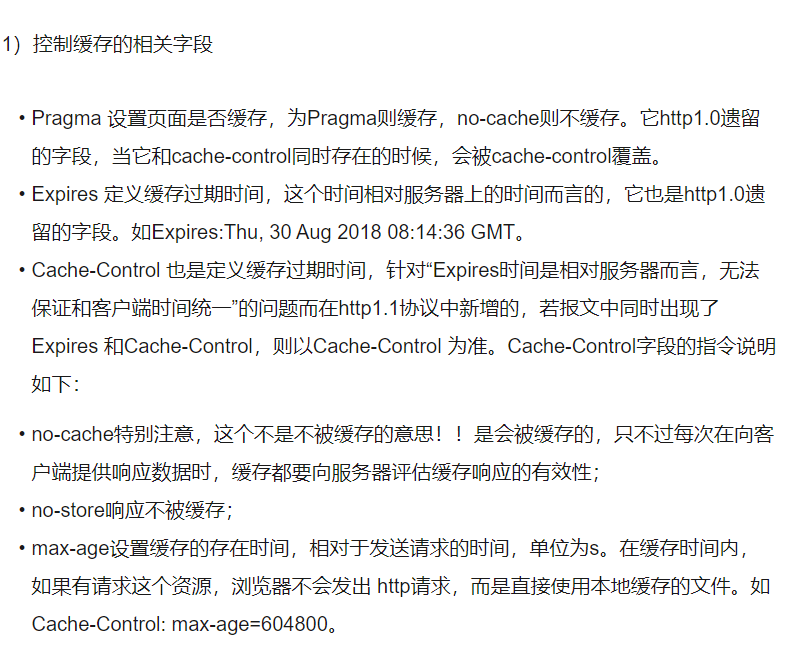 1）控制缓存的相关字段
• Pragma 设置页面是否缓存，为Pragma则缓存，no-cache则不缓存。它http1.0遗留
的字段，当它和cache-control同时存在的时候，会被cache-control覆盖。
• Expires 定义缓存过期时间，这个时间相对服务器上的时间而言的，它也是http1.0遗
留的字段。如Expires:Thu, 30 Aug 2018 08:14:36 GMT。
• Cache-Control 也是定义缓存过期时间，针对“Expires时间是相对服务器而言，无法
保证和客户端时间统一”的问题而在http1.1协议中新增的，若报文中同时出现了
Expires 和Cache-Control，则以Cache-Control 为准。Cache-Control字段的指令说明
如下：
• no-cache特别注意，这个不是不被缓存的意思！！是会被缓存的，只不过每次在向客
户端提供响应数据时，缓存都要向服务器评估缓存响应的有效性；
• no-store响应不被缓存；
• max-age设置缓存的存在时间，相对于发送请求的时间，单位为s。在缓存时间内，
如果有请求这个资源，浏览器不会发出 http请求，而是直接使用本地缓存的文件。如
Cache-Control: max-age=604800。